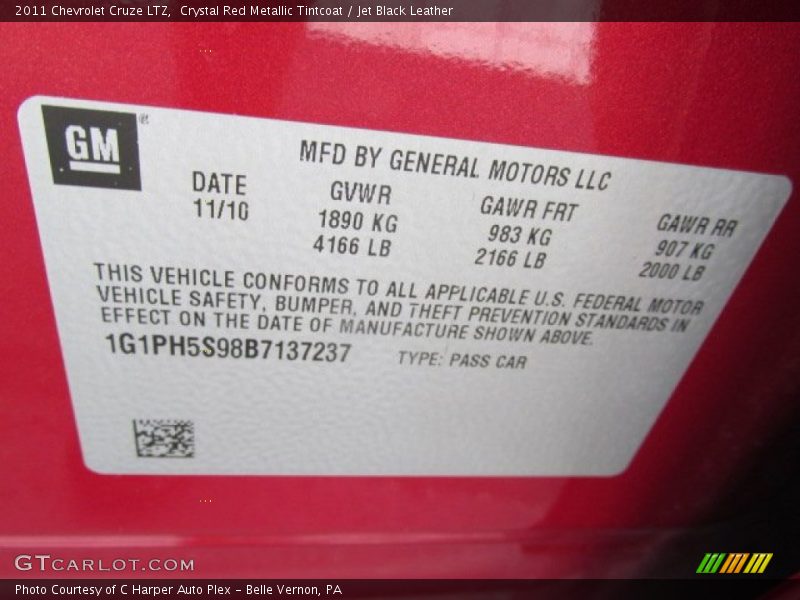 2011 Chevrolet Cruze LTZ,  Crystal Red Metallic Tintcoat / Jet Black Leather
GM®
MFD BY GENERAL MOTORS LLC
DATE GVWR GAWR FRT GAWR RR
11/10 1890 KG 983 KG 907 KG
4166 LB 2166 LB 2000 LB
THIS VEHICLE CONFORMS TO ALL APPLICABLE U.S. FEDERAL MOTOR
VEHICLE SAFETY, BUMPER, AND THEFT PREVENTION STANDARDS IN
EFFECT ON THE DATE OF MANUFACTURE SHOWN ABOVE.
1G1PH5S98B7137237 TYPE: PASS CAR
GTCARLOT.COM
Photo Courtesy of C Harper Auto Plex - Belle Vernon, PA